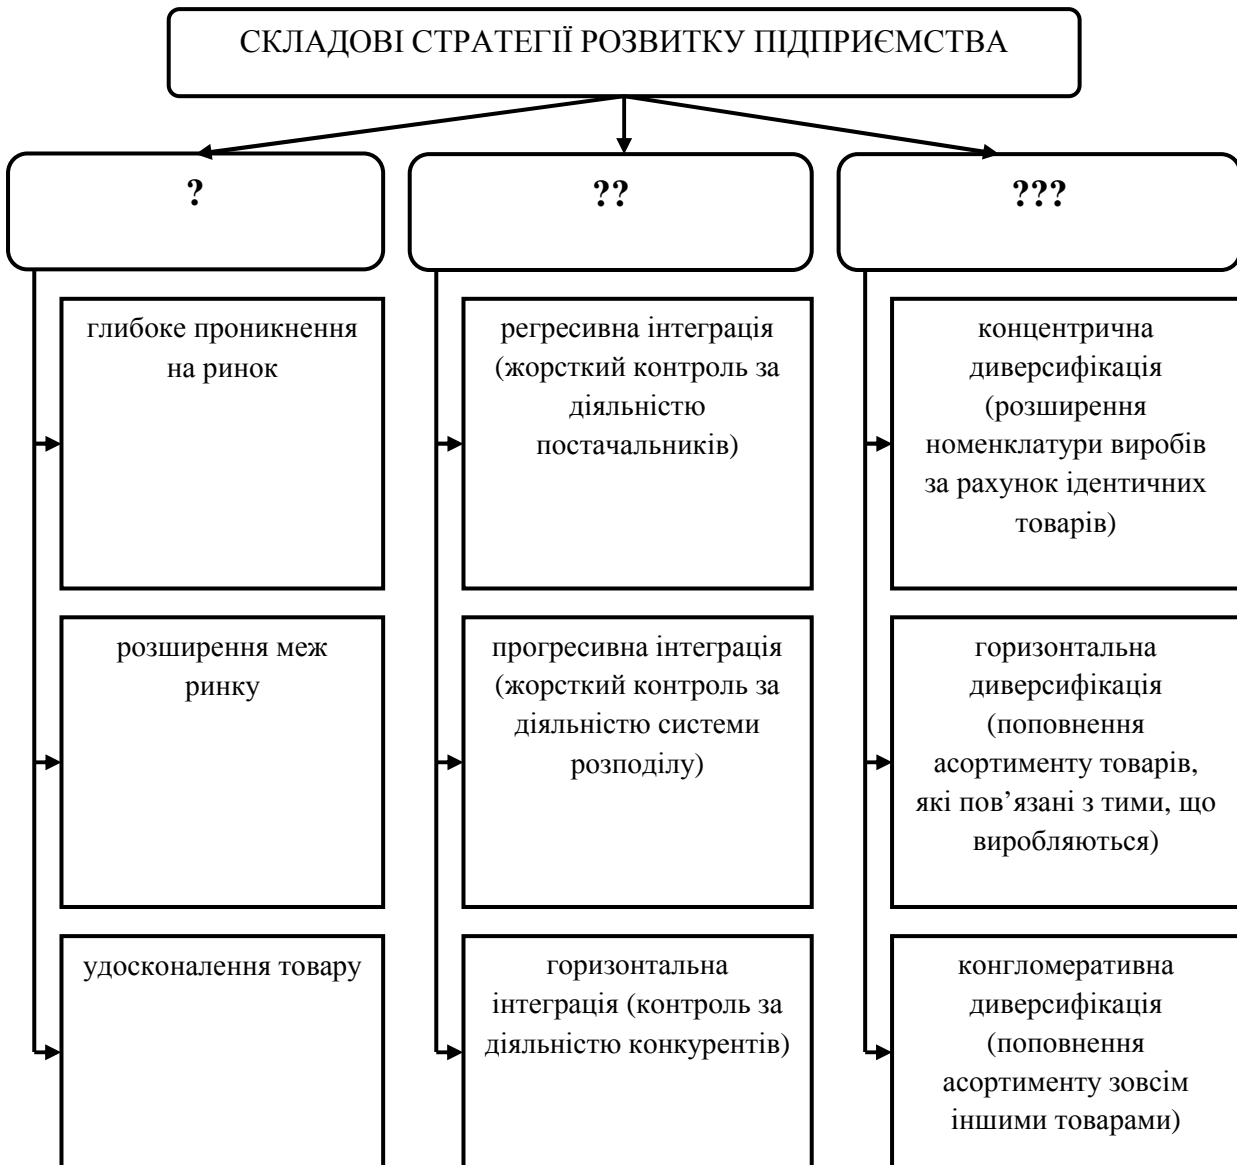 СКЛАДОВІ СТРАТЕГІЇ РОЗВИТКУ ПІДПРИЄМСТВА
?
??
???
глибоке проникнення
на ринок
регресивна інтеграція
(жорсткий контроль за
діяльністю
постачальників)
концентрична
диверсифікація
(розширення
номенклатури виробів
за рахунок ідентичних
товарів)
розширення меж
ринку
прогресивна інтеграція
(жорсткий контроль за
діяльністю системи
розподілу)
горизонтальна
диверсифікація
(поповнення
асортименту товарів,
які пов’язані з тими, що
виробляються)
удосконалення товару
горизонтальна
інтеграція (контроль за
діяльністю конкурентів)
конгломеративна
диверсифікація
(поповнення
асортименту зовсім
іншими товарами)